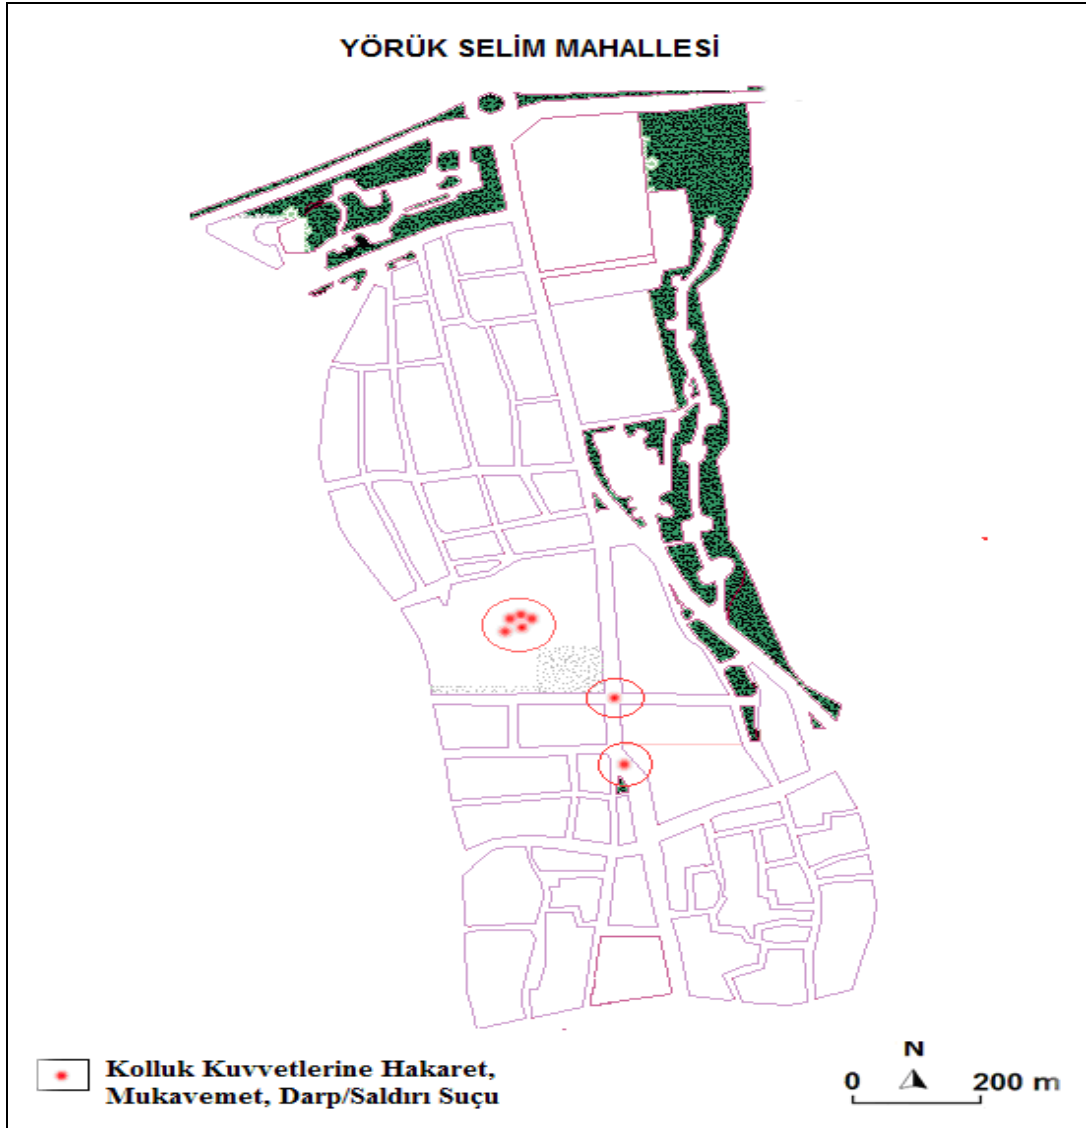 YÖRÜK SELİM MAHALLESİ
Kolluk Kuvvetlerine Hakaret,
Mukavemet, Darp/Saldırı Suçu
N
0 200 m